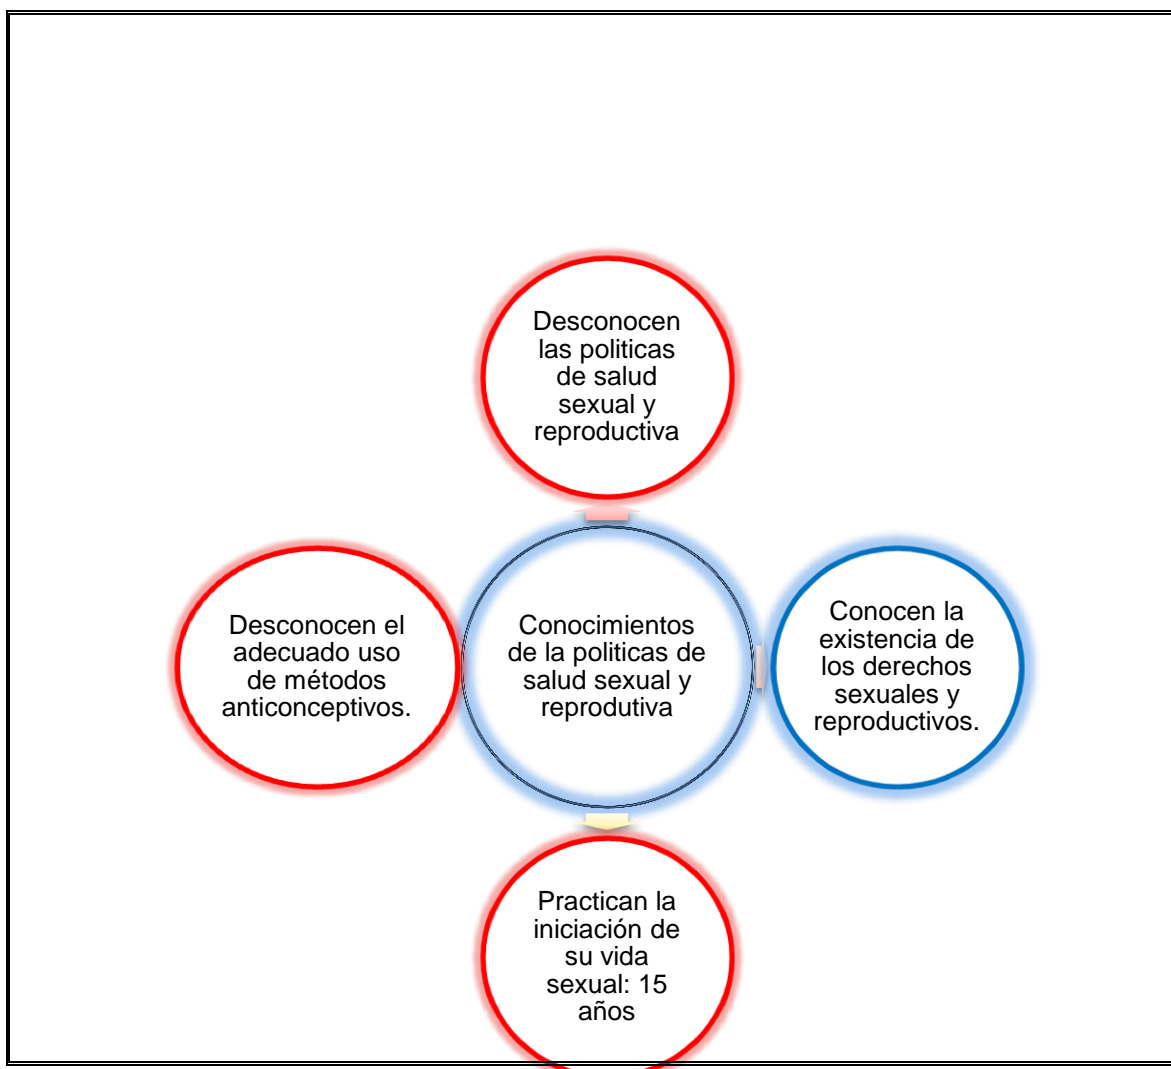 Desconocen
las politicas
de salud
sexual y
reproductiva
Desconocen el
adecuado uso
de métodos
anticonceptivos.
Conocimientos
de la politicas de
salud sexual y
reprodutiva
Conocen la
existencia de
los derechos
sexuales y
reproductivos.
Practican la
iniciación de
su vida
sexual: 15
años